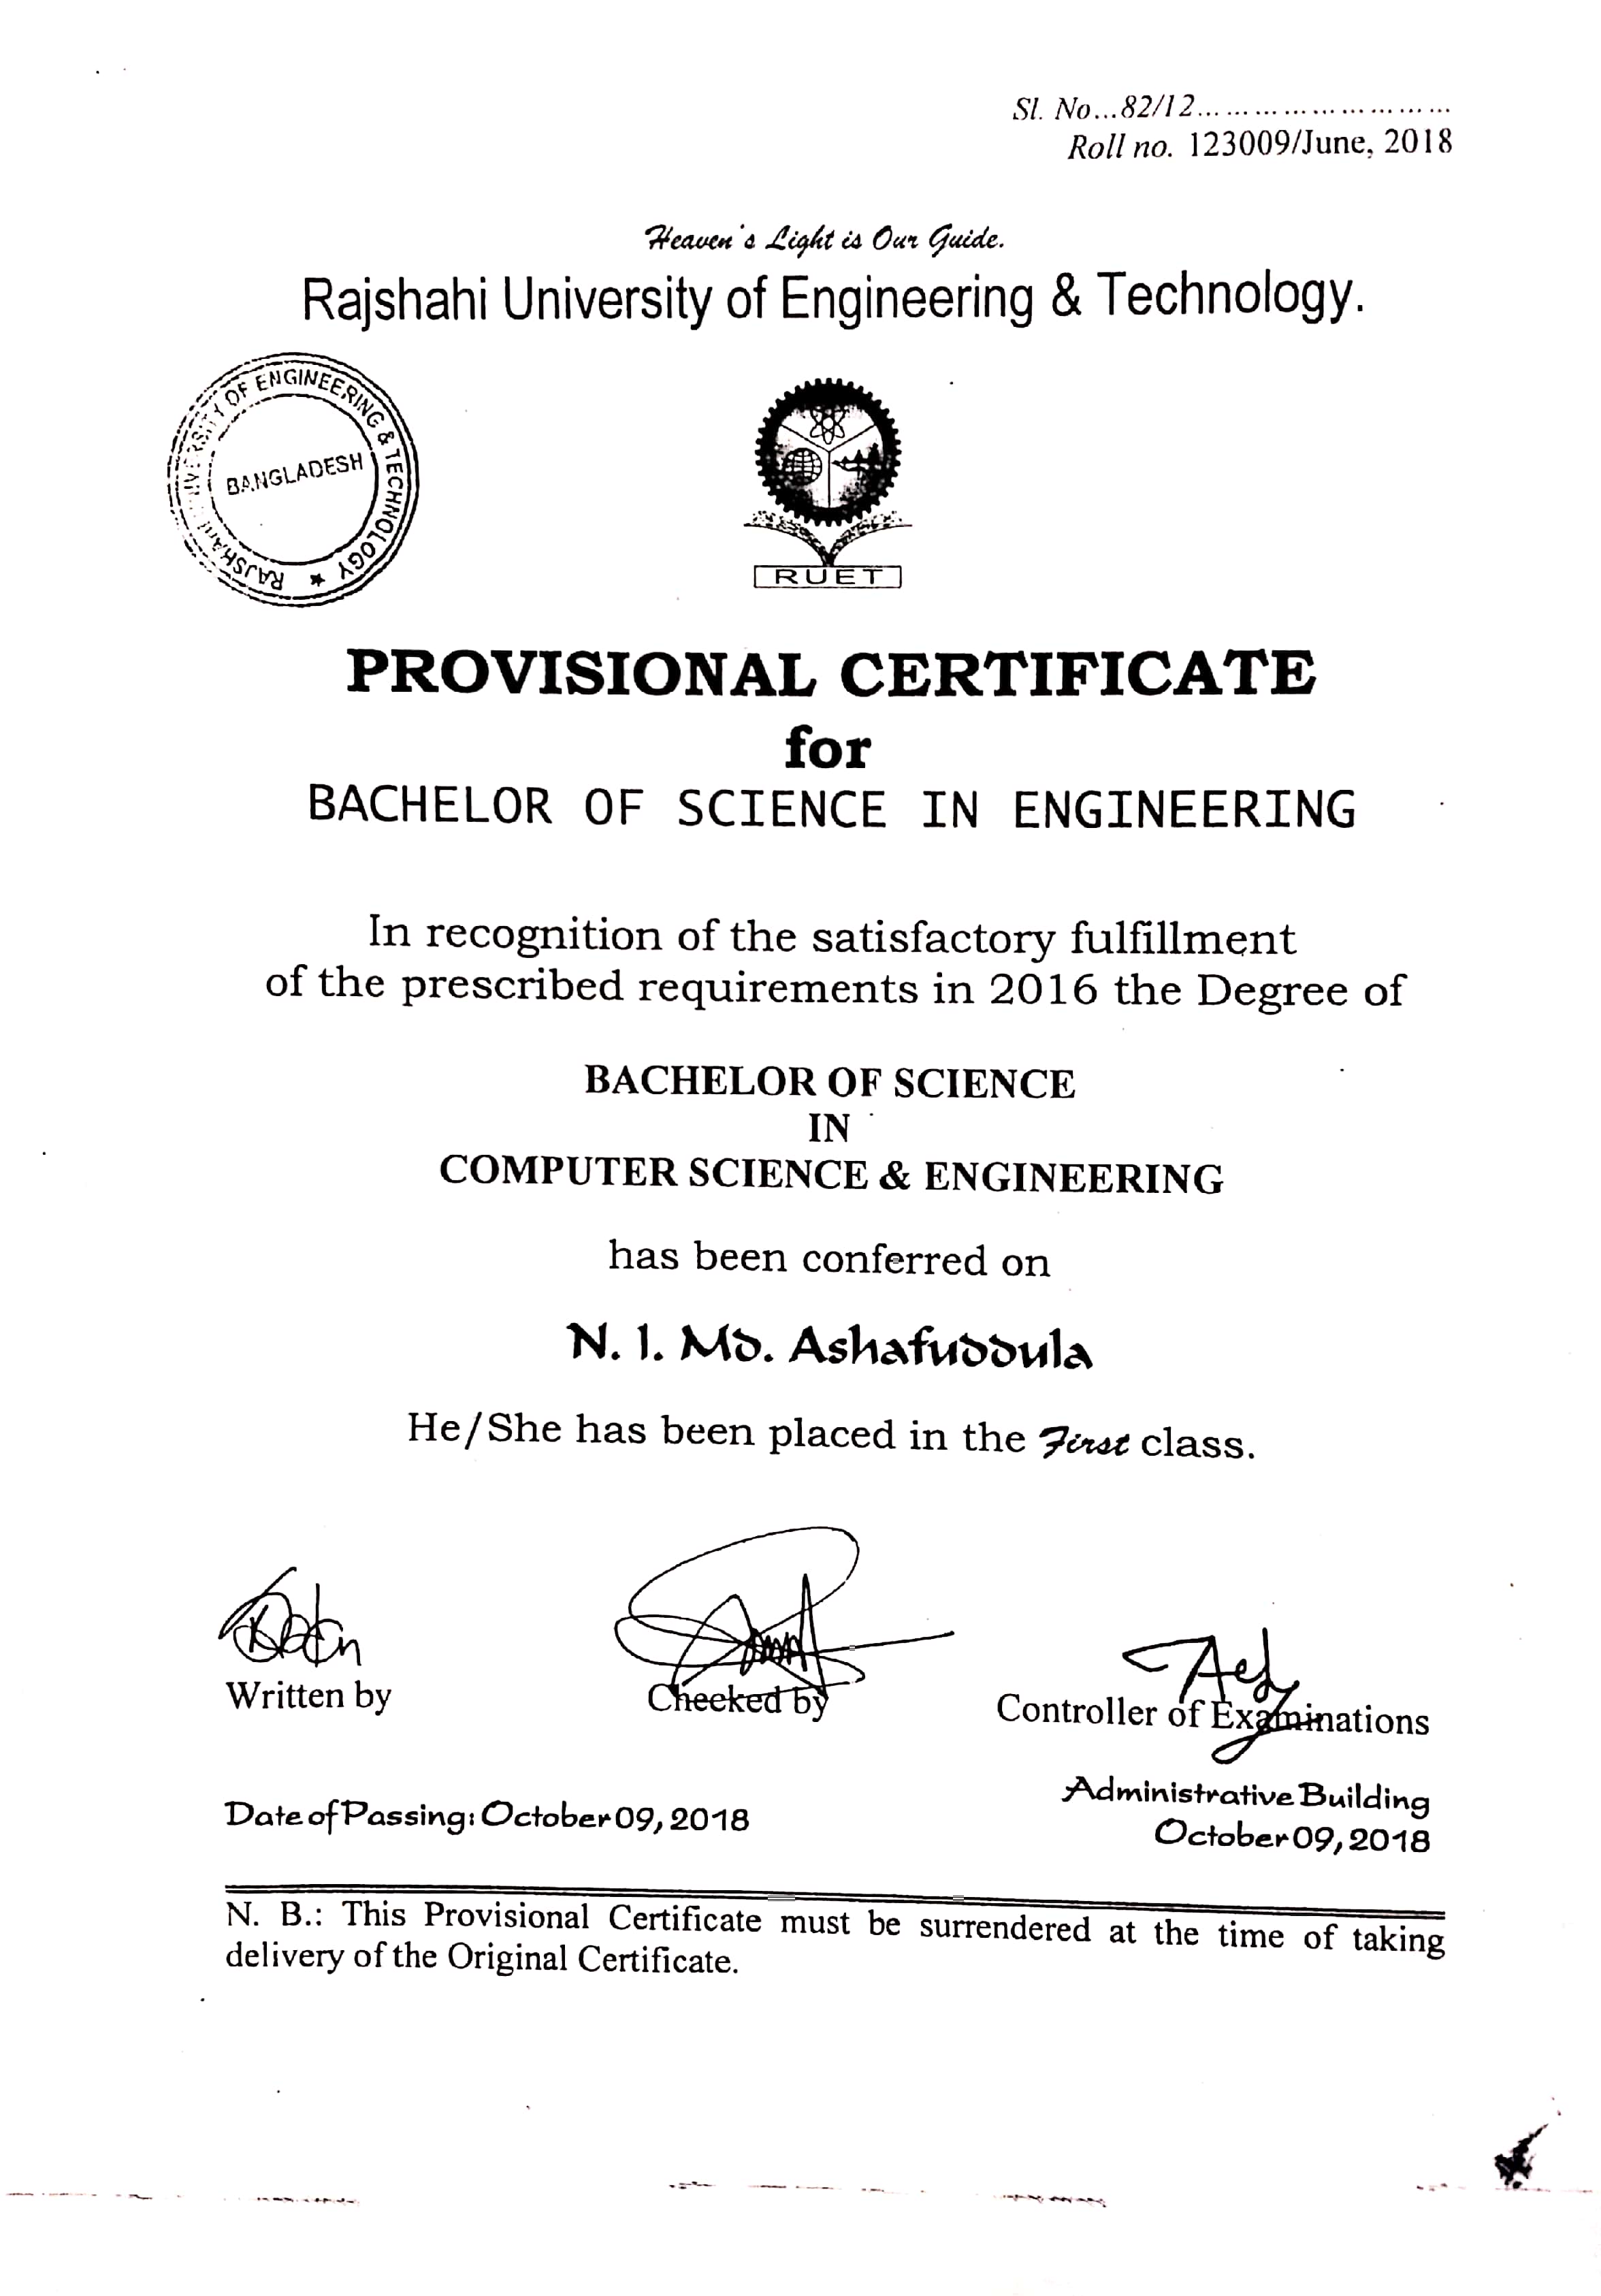 Sl. No...82/12..............................
Roll no. 123009/June, 2018
Heaven's Light is Our Guide.
Rajshahi University of Engineering & Technology.
RAJSHAHI UNIVERSITY OF ENGINEERING & TECHNOLOGY ★
BANGLADESH
RUET
PROVISIONAL CERTIFICATE
for
BACHELOR OF SCIENCE IN ENGINEERING
In recognition of the satisfactory fulfillment
of the prescribed requirements in 2016 the Degree of
BACHELOR OF SCIENCE
IN
COMPUTER SCIENCE & ENGINEERING
has been conferred on
N. I. Md. Ashafuddula
He/She has been placed in the First class.
Written by
Checked by
Controller of Examinations
Administrative Building
Date of Passing: October 09, 2018
October 09, 2018
N. B.: This Provisional Certificate must be surrendered at the time of taking
delivery of the Original Certificate.